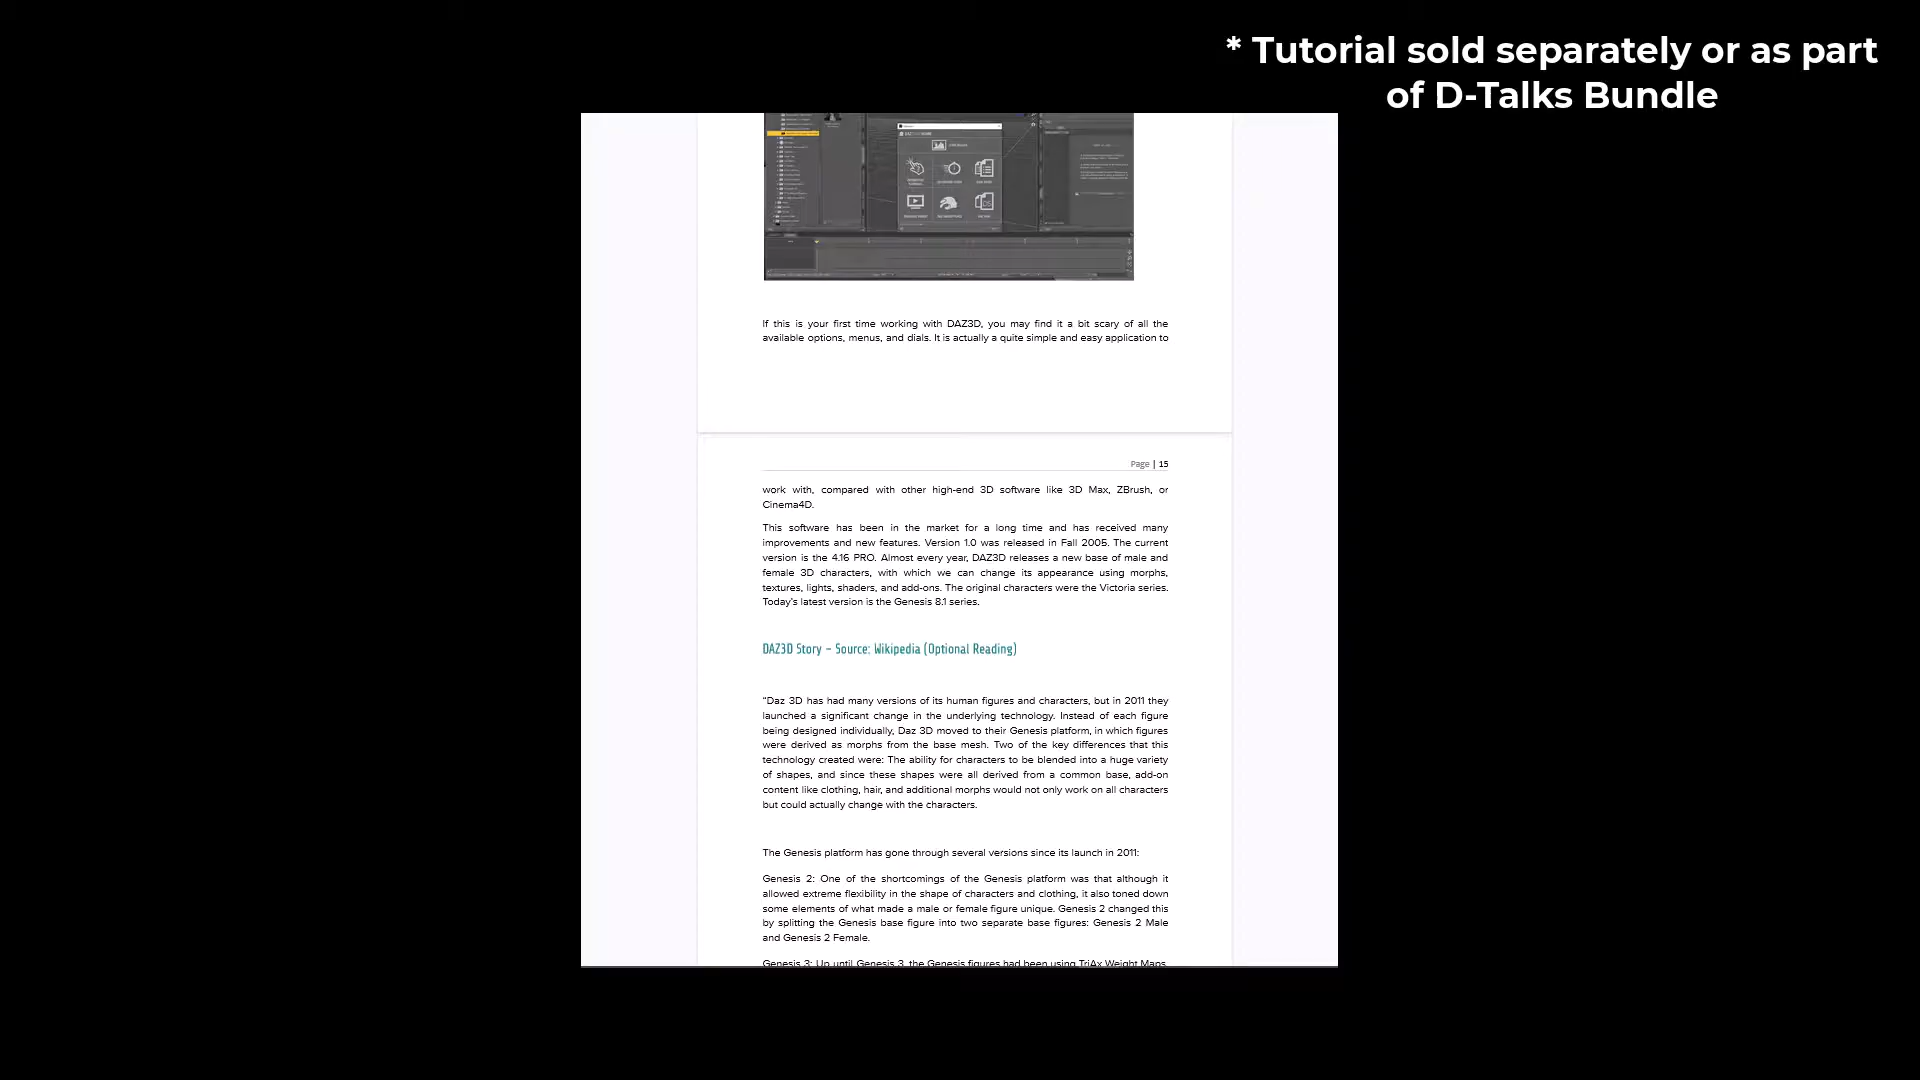 * Tutorial sold separately or as part
of D-Talks Bundle
If this is your first time working with DAZ3D, you may find it a bit scary of all the
available options, menus, and dials. It is actually a quite simple and easy application to
Page | 15
work with, compared with other high-end 3D software like 3D Max, ZBrush, or
Cinema4D.
This software has been in the market for a long time and has received many
improvements and new features. Version 1.0 was released in Fall 2005. The current
version is the 4.16 PRO. Almost every year, DAZ3D releases a new base of male and
female 3D characters, with which we can change its appearance using morphs,
textures, lights, shaders, and add-ons. The original characters were the Victoria series.
Today's latest version is the Genesis 8.1 series.
DAZ3D Story – Source: Wikipedia (Optional Reading)
“Daz 3D has had many versions of its human figures and characters, but in 2011 they
launched a significant change in the underlying technology. Instead of each figure
being designed individually, Daz 3D moved to their Genesis platform, in which figures
were derived as morphs from the base mesh. Two of the key differences that this
technology created were: The ability for characters to be blended into a huge variety
of shapes, and since these shapes were all derived from a common base, add-on
content like clothing, hair, and additional morphs would not only work on all characters
but could actually change with the characters.
The Genesis platform has gone through several versions since its launch in 2011:
Genesis 2: One of the shortcomings of the Genesis platform was that although it
allowed extreme flexibility in the shape of characters and clothing, it also toned down
some elements of what made a male or female figure unique. Genesis 2 changed this
by splitting the Genesis base figure into two separate base figures: Genesis 2 Male
and Genesis 2 Female.
Genesis 3: Up until Genesis 3, the Genesis figures had been using TriAx Weight Maps,